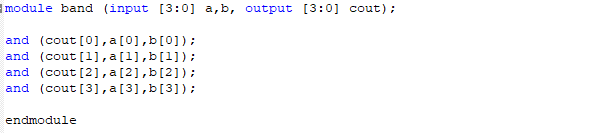 module band (input [3:0] a,b, output [3:0] cout);
and (cout[0],a[0],b[0]);
and (cout[1],a[1],b[1]);
and (cout[2],a[2],b[2]);
and (cout[3],a[3],b[3]);
endmodule